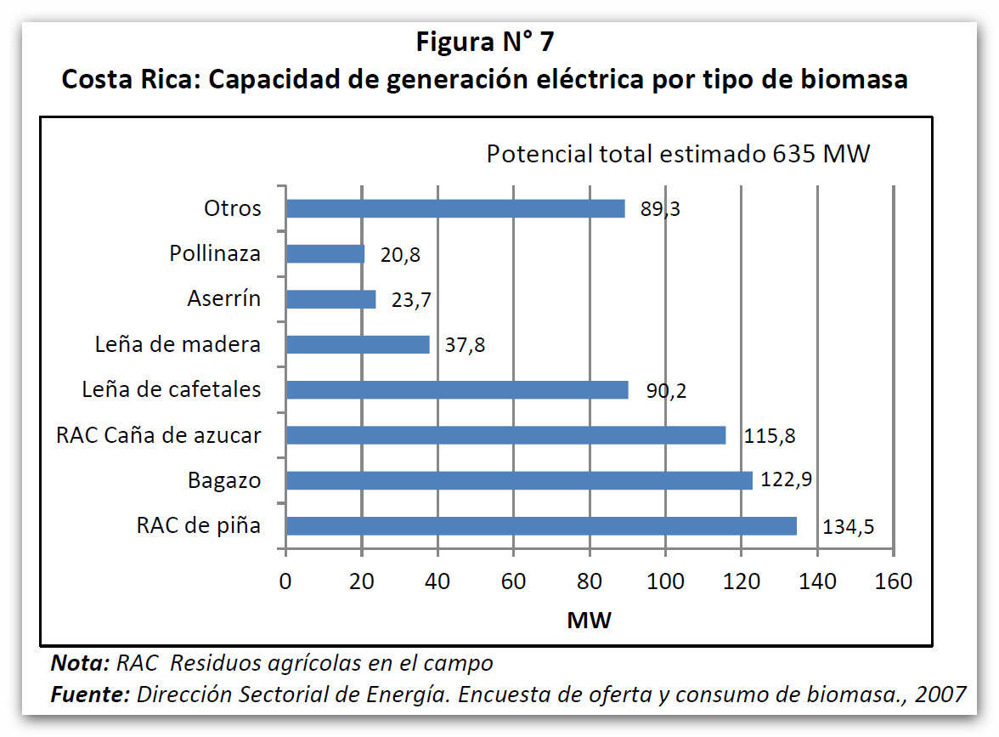 Figura N° 7
Costa Rica: Capacidad de generación eléctrica por tipo de biomasa
Potencial total estimado 635 MW
Otros 89,3
Pollinaza 20,8
Aserrín 23,7
Leña de madera 37,8
Leña de cafetales 90,2
RAC Caña de azucar 115,8
Bagazo 122,9
RAC de piña 134,5
0 20 40 60 80 100 120 140 160
MW
Nota: RAC Residuos agrícolas en el campo
Fuente: Dirección Sectorial de Energía. Encuesta de oferta y consumo de biomasa., 2007